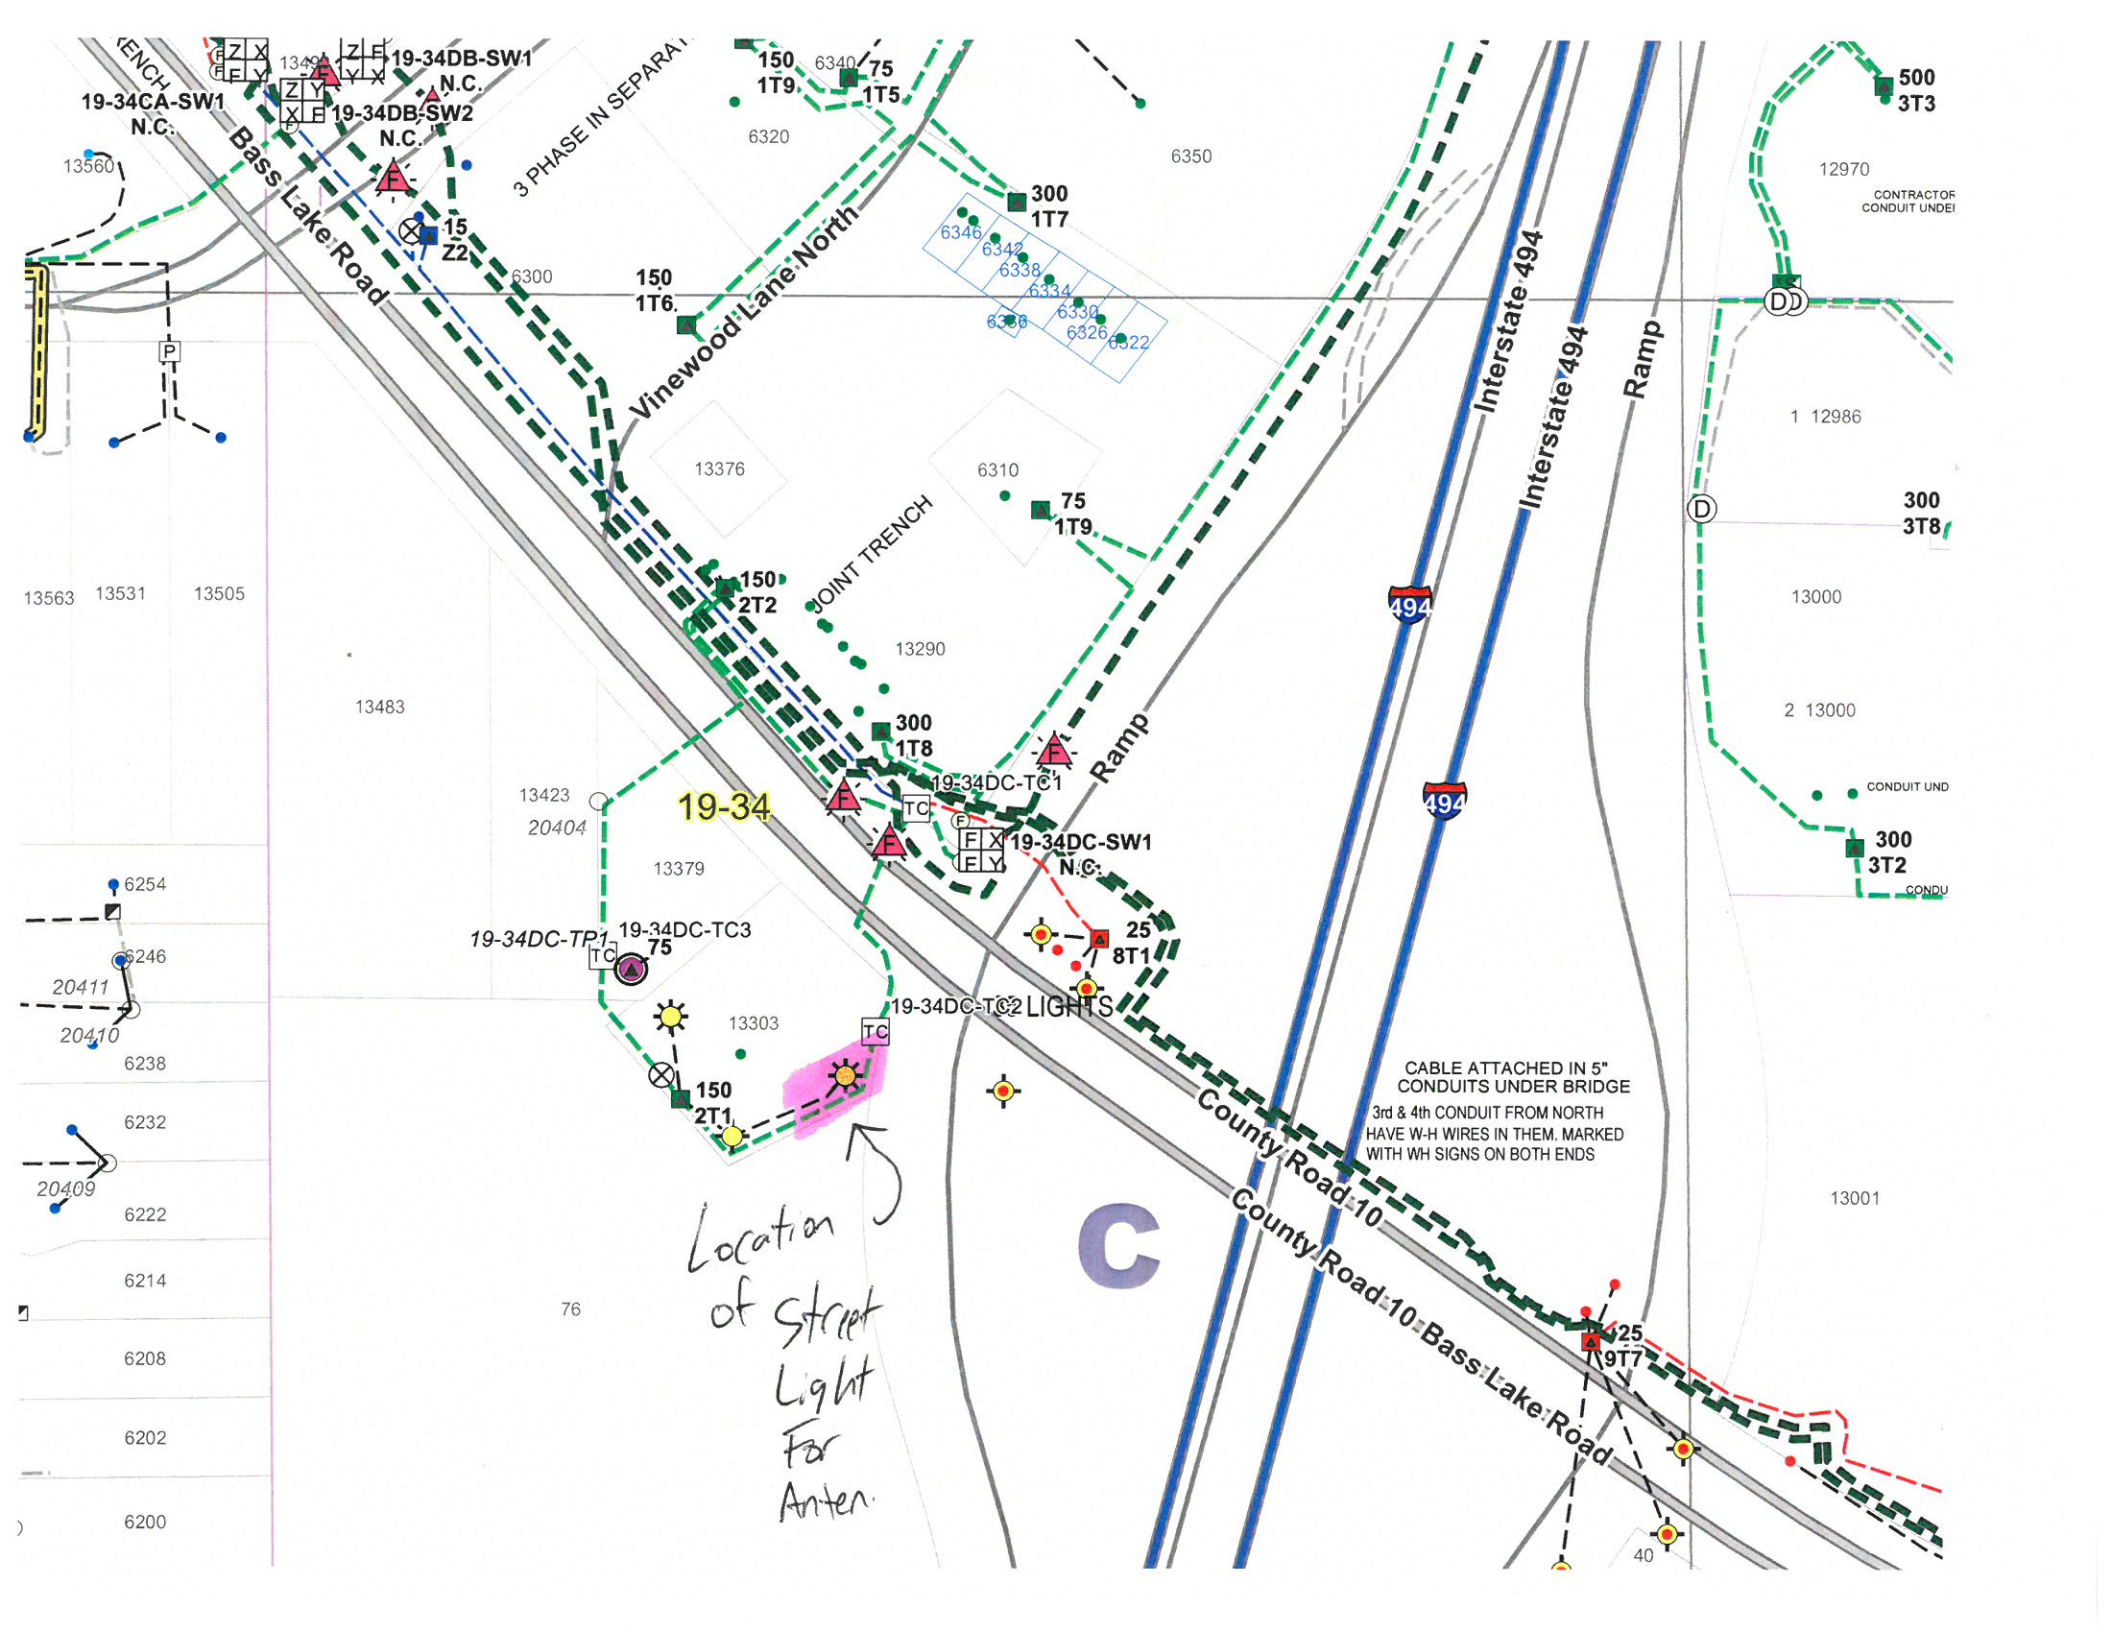 RENCH
Z X
F Y
1349
Z F
Y X
19-34DB-SW1
N.C.
19-34CA-SW1
N.C.
Z Y
X F
19-34DB-SW2
N.C.
F
F
F
F
F
13560
Bass Lake Road
15
Z2
3 PHASE IN SEPARAT
150
1T9
6340
75
1T5
6320
6350
300
1T7
6346
6342
6338
6334
6330
6326
6322
6336
6300
150
1T6
Vinewood Lane North
Interstate 494
Interstate 494
Ramp
500
3T3
12970
CONTRACTOR
CONDUIT UNDE
D
D
1 12986
300
3T8
P
13376
6310
75
1T9
JOINT TRENCH
150
2T2
13563
13531
13505
13290
494
13000
2 13000
13483
300
1T8
F
Ramp
494
CONDUIT UND
300
3T2
CONDU
13423
20404
19-34
F
F
19-34DC-TC1
TC
F
F X
F Y
19-34DC-SW1
N.C.
13379
6254
6246
20411
20410
6238
6232
20409
6222
6214
6208
6202
6200
19-34DC-TP1
19-34DC-TC3
TC
75
25
8T1
19-34DC-TC2
LIGHTS
TC
13303
150
2T1
CABLE ATTACHED IN 5"
CONDUITS UNDER BRIDGE
3rd & 4th CONDUIT FROM NORTH
HAVE W-H WIRES IN THEM. MARKED
WITH WH SIGNS ON BOTH ENDS
County Road 10
County Road 10 Bass Lake Road
C
13001
Location
of Street
Light
For
Anten.
76
25
9T7
40